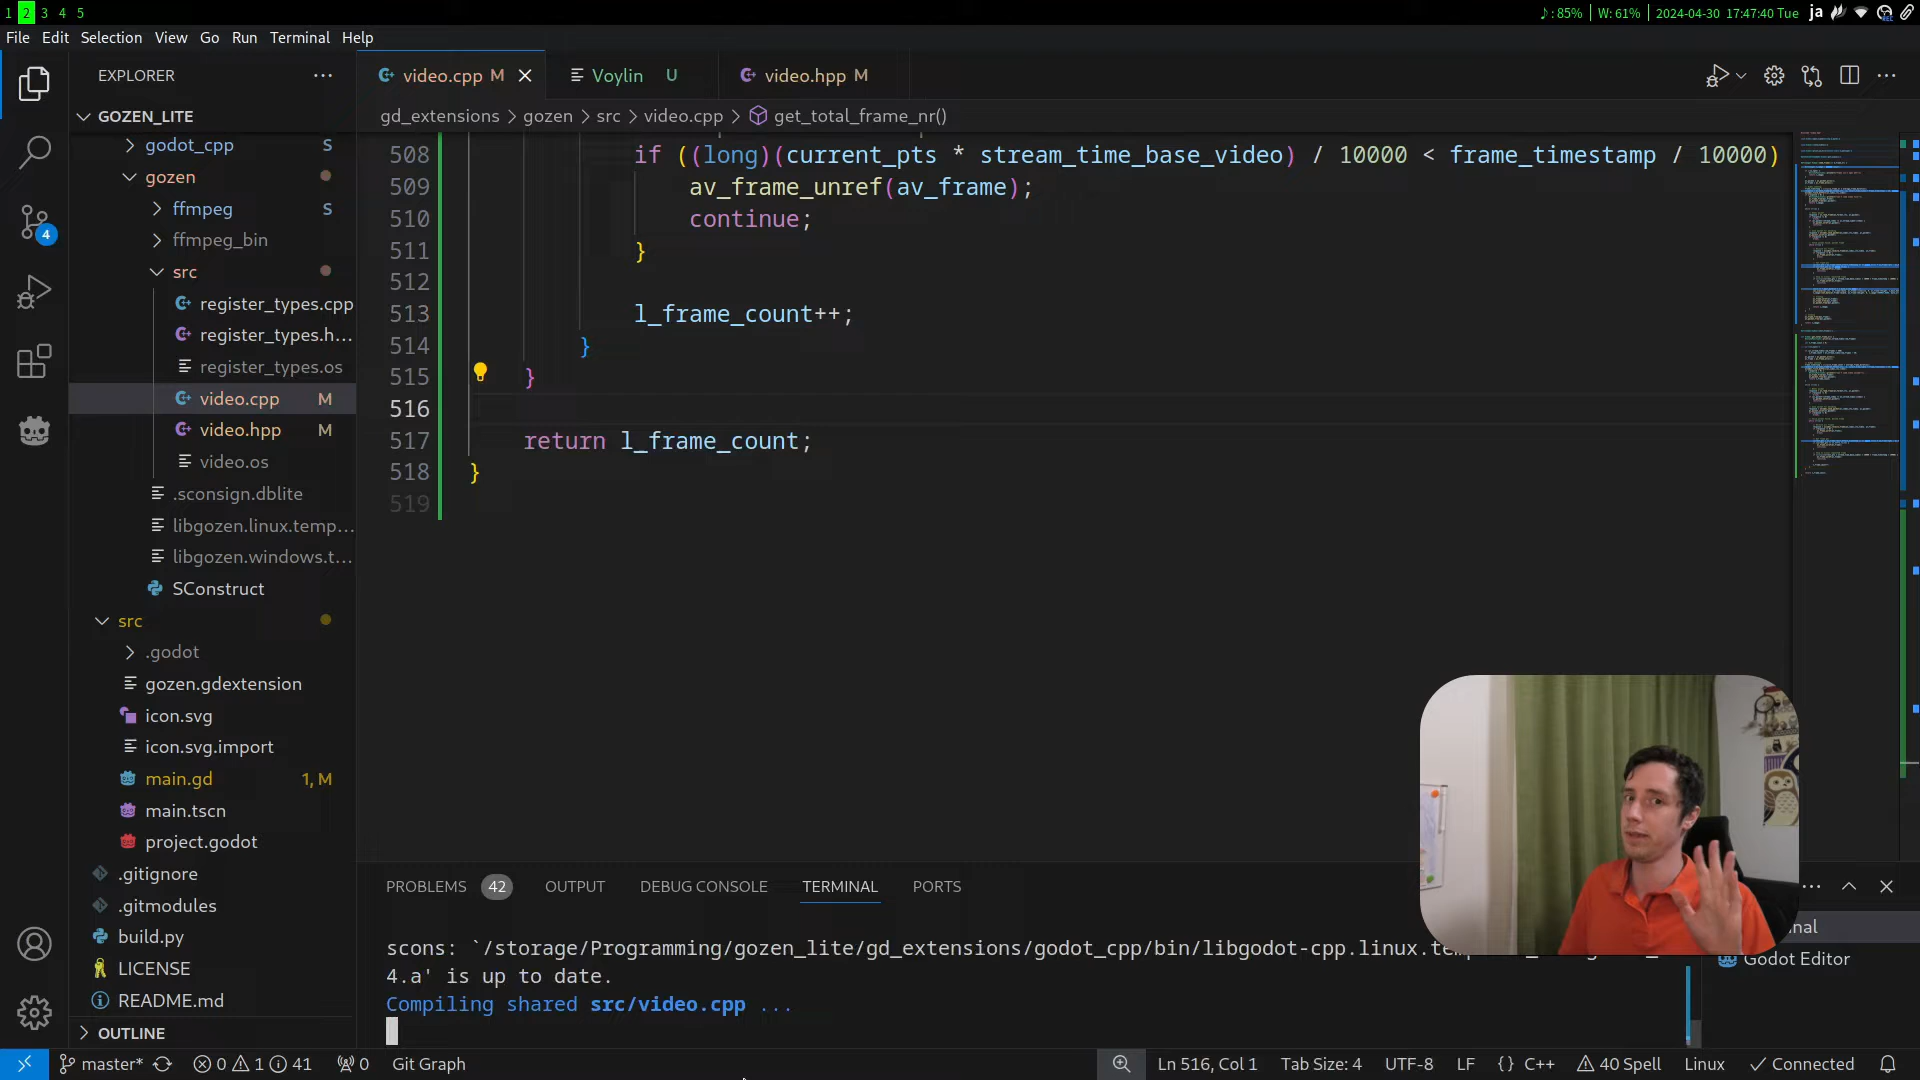 1 2 3 4 5
♪: 85% | W: 61% | 2024-04-30 17:47:40 Tue ja
File Edit Selection View Go Run Terminal Help
EXPLORER ···
video.cpp M
Voylin U
video.hpp M
GOZEN_LITE
gd_extensions > gozen > src > video.cpp > get_total_frame_nr()
godot_cpp S
gozen
ffmpeg S
ffmpeg_bin
src
register_types.cpp
register_types.h...
register_types.os
video.cpp M
video.hpp M
video.os
.sconsign.dblite
libgozen.linux.temp...
libgozen.windows.t...
SConstruct
src
.godot
gozen.gdextension
icon.svg
icon.svg.import
main.gd 1, M
main.tscn
project.godot
.gitignore
.gitmodules
build.py
LICENSE
README.md
OUTLINE
4
508 if ((long)(current_pts * stream_time_base_video) / 10000 < frame_timestamp / 10000)
509 av_frame_unref(av_frame);
510 continue;
511 }
512
513 l_frame_count++;
514 }
515 }
516
517 return l_frame_count;
518 }
519
PROBLEMS 42 OUTPUT DEBUG CONSOLE TERMINAL PORTS
scons: `/storage/Programming/gozen_lite/gd_extensions/godot_cpp/bin/libgodot-cpp.linux.te
4.a' is up to date.
Compiling shared src/video.cpp ...
Godot Editor
master* 0 1 41 0 Git Graph
Ln 516, Col 1 Tab Size: 4 UTF-8 LF {} C++ 40 Spell Linux Connected